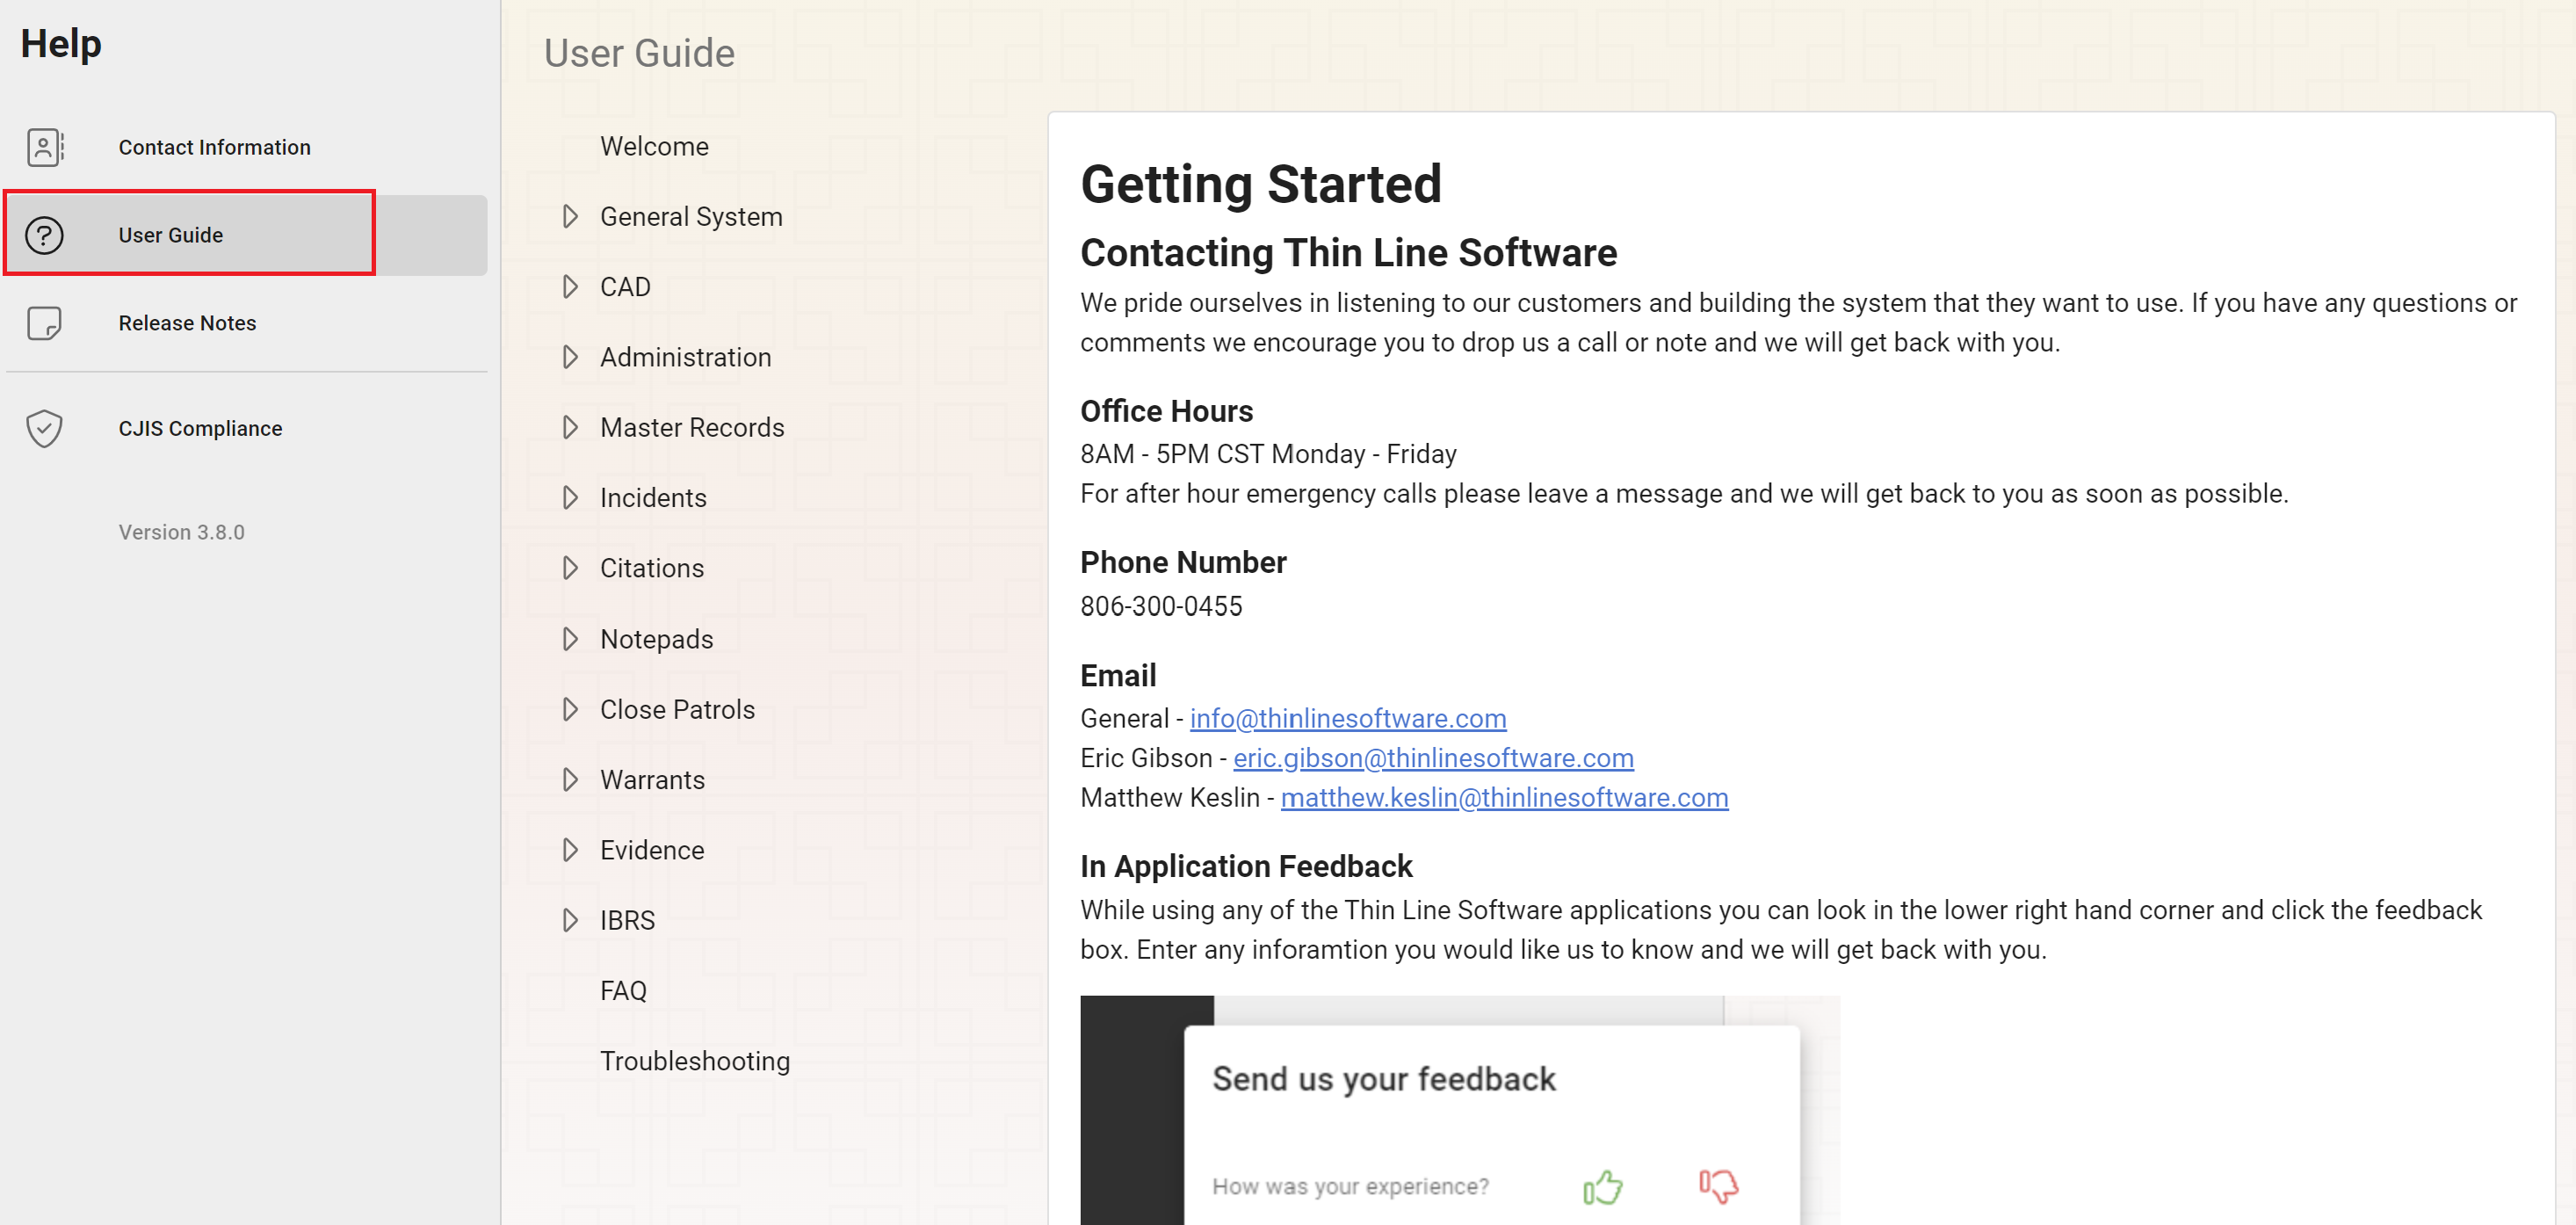 Help
Contact Information
User Guide
Release Notes
CJIS Compliance
Version 3.8.0
User Guide
Welcome
General System
CAD
Administration
Master Records
Incidents
Citations
Notepads
Close Patrols
Warrants
Evidence
IBRS
FAQ
Troubleshooting
Getting Started
Contacting Thin Line Software
We pride ourselves in listening to our customers and building the system that they want to use. If you have any questions or
comments we encourage you to drop us a call or note and we will get back with you.
Office Hours
8AM - 5PM CST Monday - Friday
For after hour emergency calls please leave a message and we will get back to you as soon as possible.
Phone Number
806-300-0455
Email
General - info@thinlinesoftware.com
Eric Gibson - eric.gibson@thinlinesoftware.com
Matthew Keslin - matthew.keslin@thinlinesoftware.com
In Application Feedback
While using any of the Thin Line Software applications you can look in the lower right hand corner and click the feedback
box. Enter any inforamtion you would like us to know and we will get back with you.
Send us your feedback
How was your experience?